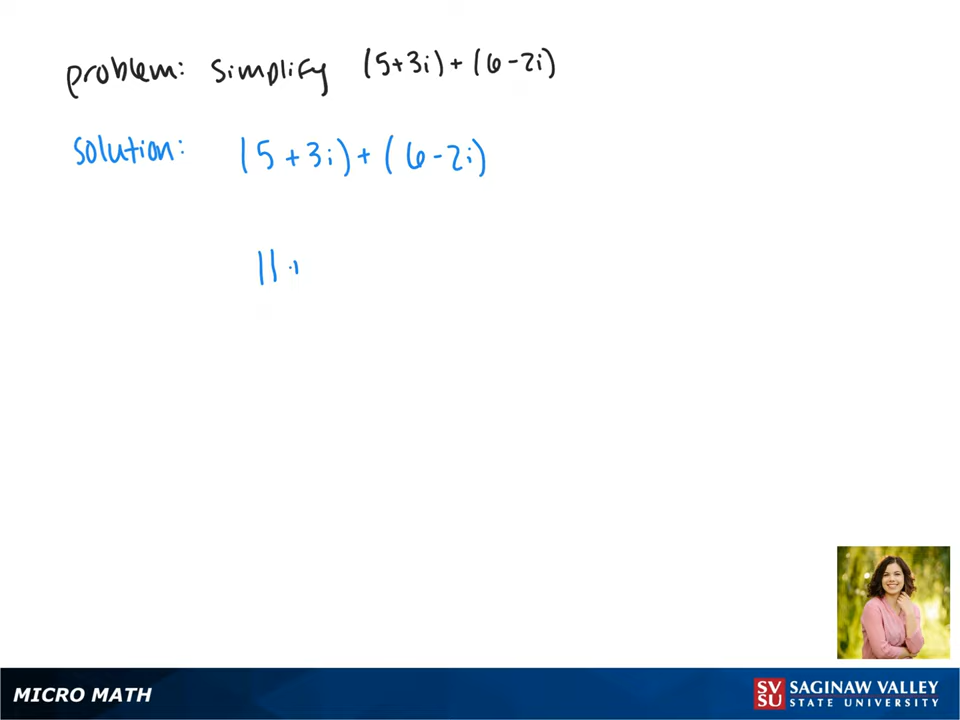 problem: simplify (5+3i)+(6-2i)
solution: (5+3i)+(6-2i)
11
MICRO MATH
SVSU SAGINAW VALLEY
STATE UNIVERSITY